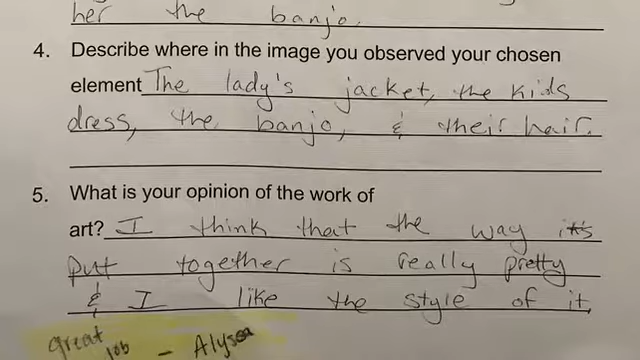 her the banjo.
4. Describe where in the image you observed your chosen
element The lady's jacket, the kids
dress, the banjo, & their hair.
5. What is your opinion of the work of
art? I think that the way it's
putt together is really pretty
& I like the style of it,
great
job - Alyssa